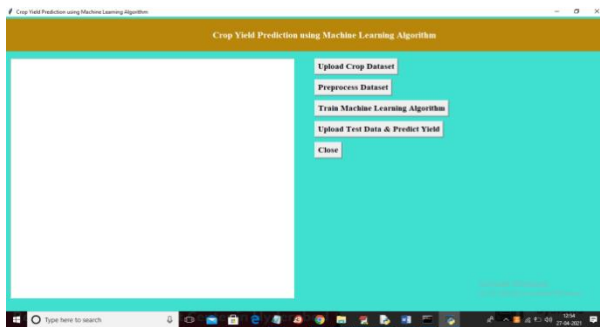 Crop Yield Prediction using Machine Learning Algorithm
Crop Yield Prediction using Machine Learning Algorithm
Upload Crop Dataset
Preprocess Dataset
Train Machine Learning Algorithm
Upload Test Data & Predict Yield
Close
Type here to search
12:54
27-04-2021